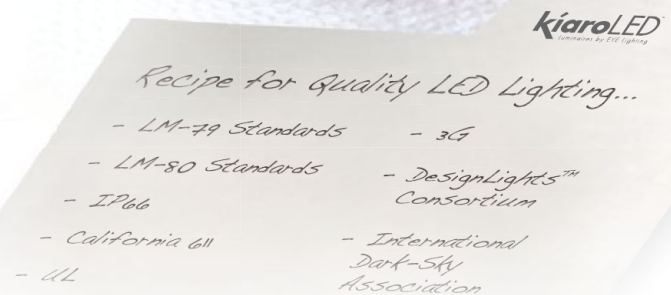 kíaroLED
luminaires by EYE lighting
Recipe for Quality LED Lighting...
- LM-79 Standards
- LM-80 Standards
- IP66
- California 611
- UL
- 3G
- DesignLights™
Consortium
- International
Dark-Sky
Association